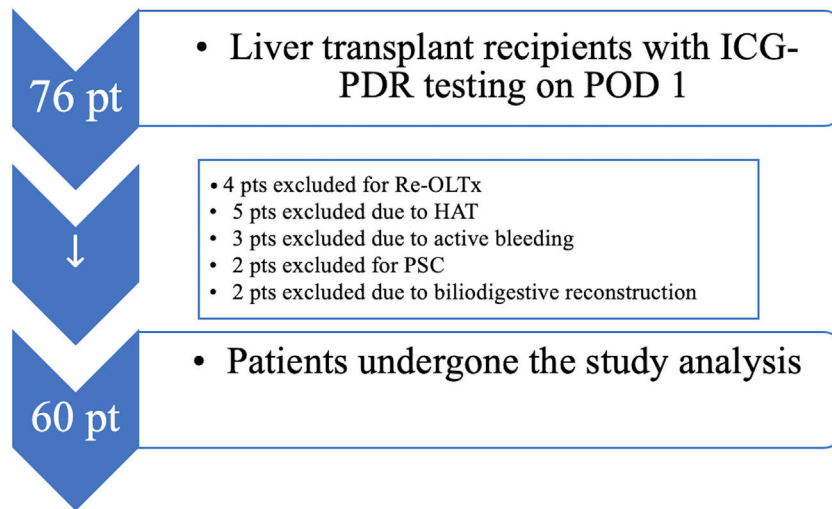 76 pt
• Liver transplant recipients with ICG-
PDR testing on POD 1
↓
• 4 pts excluded for Re-OLTx
• 5 pts excluded due to HAT
• 3 pts excluded due to active bleeding
• 2 pts excluded for PSC
• 2 pts excluded due to biliodigestive reconstruction
60 pt
• Patients undergone the study analysis